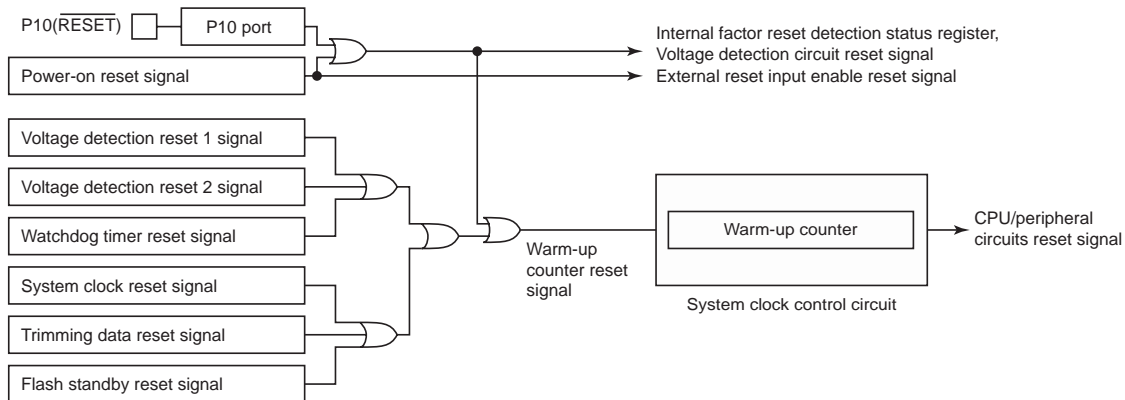 P10(RESET)
P10 port
Internal factor reset detection status register,
Voltage detection circuit reset signal
Power-on reset signal
External reset input enable reset signal
Voltage detection reset 1 signal
Voltage detection reset 2 signal
Watchdog timer reset signal
System clock reset signal
Trimming data reset signal
Flash standby reset signal
Warm-up
counter reset
signal
Warm-up counter
System clock control circuit
CPU/peripheral
circuits reset signal